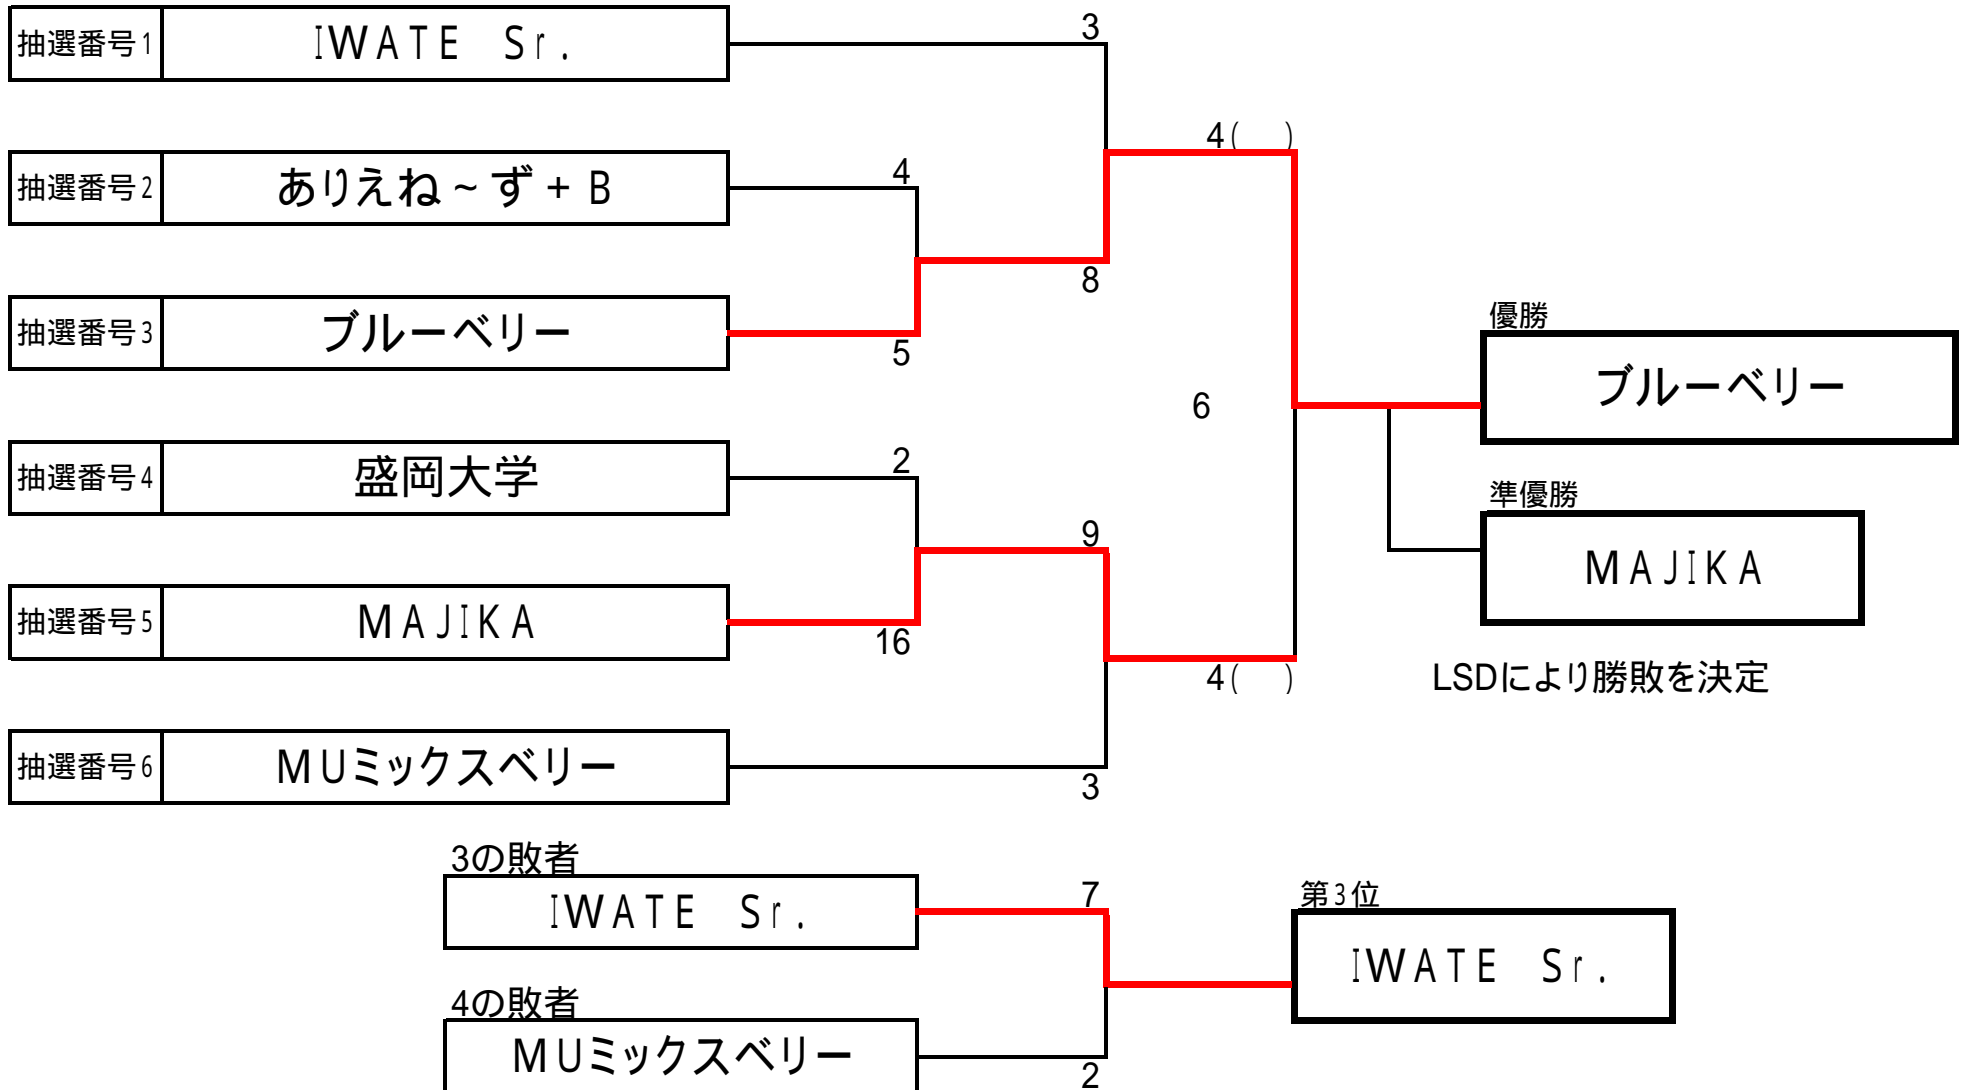 抽選番号1 IWATE Sr. 3
4( )
抽選番号2 ありえね~ず+B 4
8
抽選番号3 ブルーベリー 5
優勝
ブルーベリー
6
抽選番号4 盛岡大学 2
準優勝
9
MAJIKA
抽選番号5 MAJIKA 16
4( ) LSDにより勝敗を決定
抽選番号6 MUミックスベリー 3
3の敗者
IWATE Sr. 7
第3位
IWATE Sr.
4の敗者
MUミックスベリー 2